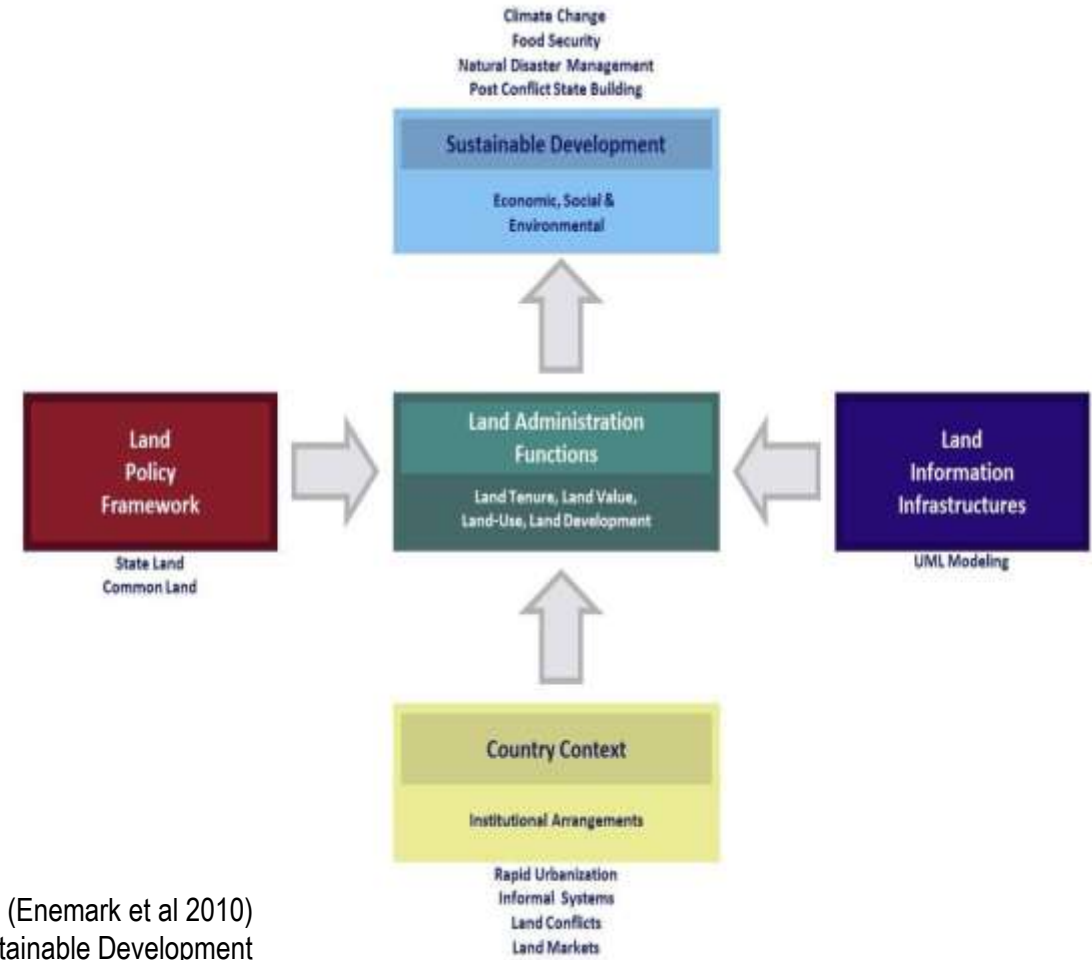 Climate Change
Food Security
Natural Disaster Management
Post Conflict State Building
Sustainable Development
Economic, Social &
Environmental
Land
Policy
Framework
State Land
Common Land
Land Administration
Functions
Land Tenure, Land Value,
Land-Use, Land Development
Land
Information
Infrastructures
UML Modeling
Country Context
Institutional Arrangements
Rapid Urbanization
Informal Systems
Land Conflicts
Land Markets
(Enemark et al 2010)
tainable Development